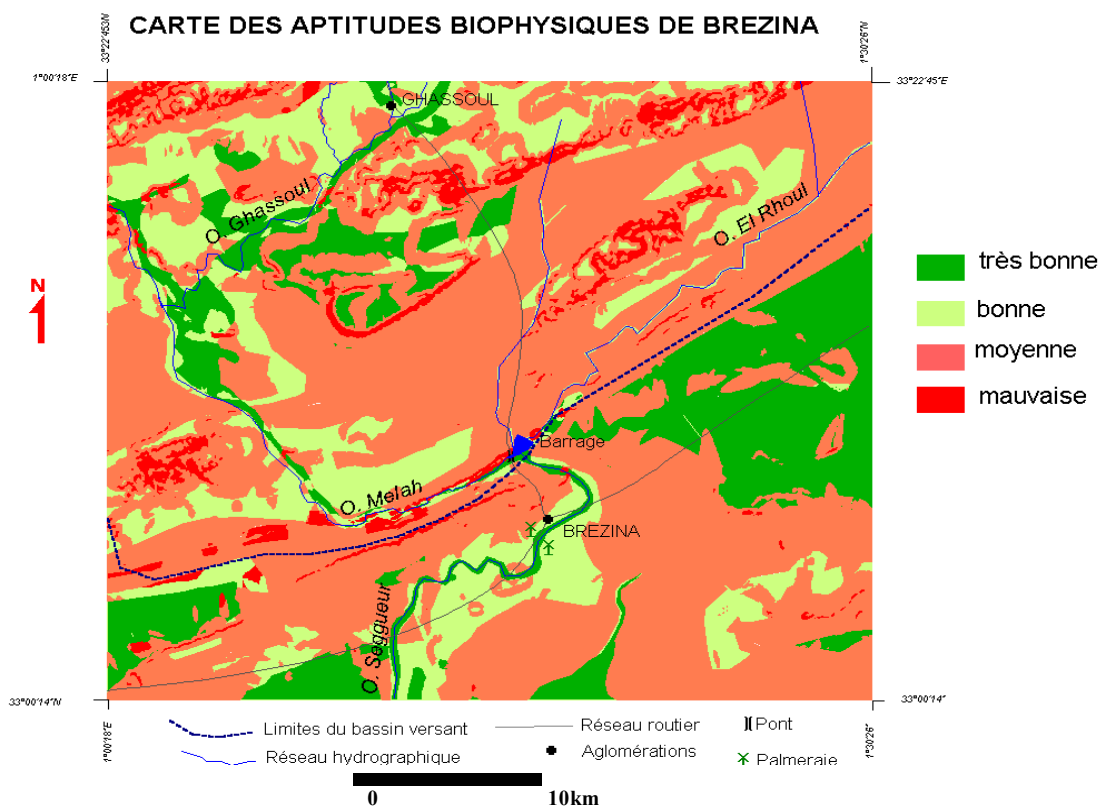 CARTE DES APTITUDES BIOPHYSIQUES DE BREZINA
33°22'453N
1°30'26"E
1°00'18"E
33°22'45"E
GHASSOUL
O. Ghassoul
O. El Rhoul
N
très bonne
bonne
moyenne
mauvaise
Barrage
O. Melah
BREZINA
O. Seggueur
33°00'14"N
33°00'14"
1°00'18"E
1°30'26"
Limites du bassin versant
Réseau routier
Pont
Réseau hydrographique
Aglomérations
Palmeraie
0 10km